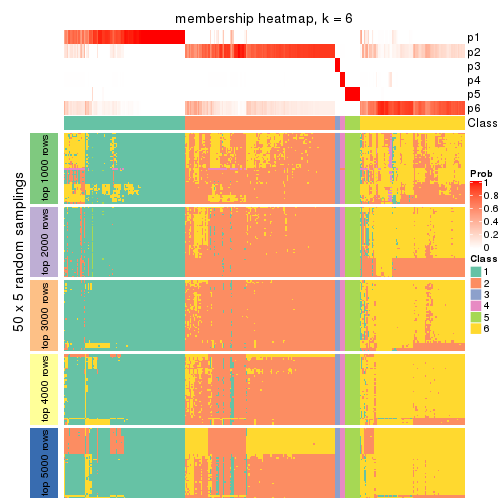 membership heatmap, k = 6
p1
p2
p3
p4
p5
p6
Class
50 x 5 random samplings
top 1000 rows
top 2000 rows
top 3000 rows
top 4000 rows
top 5000 rows
Prob
1
0.8
0.6
0.4
0.2
0
Class
1
2
3
4
5
6